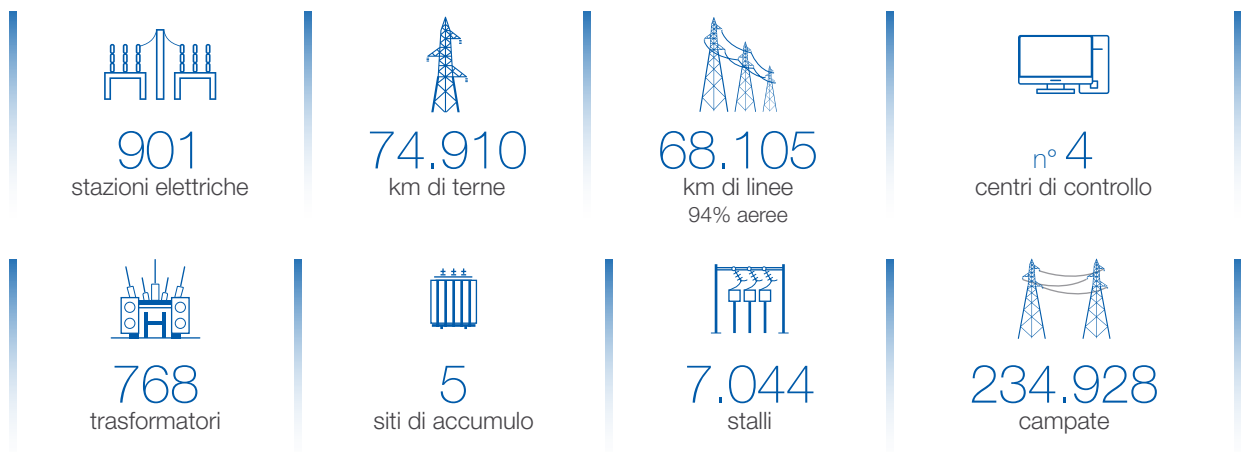 901
stazioni elettriche
74.910
km di terne
68.105
km di linee
94% aeree
n° 4
centri di controllo
768
trasformatori
5
siti di accumulo
7.044
stalli
234.928
campate